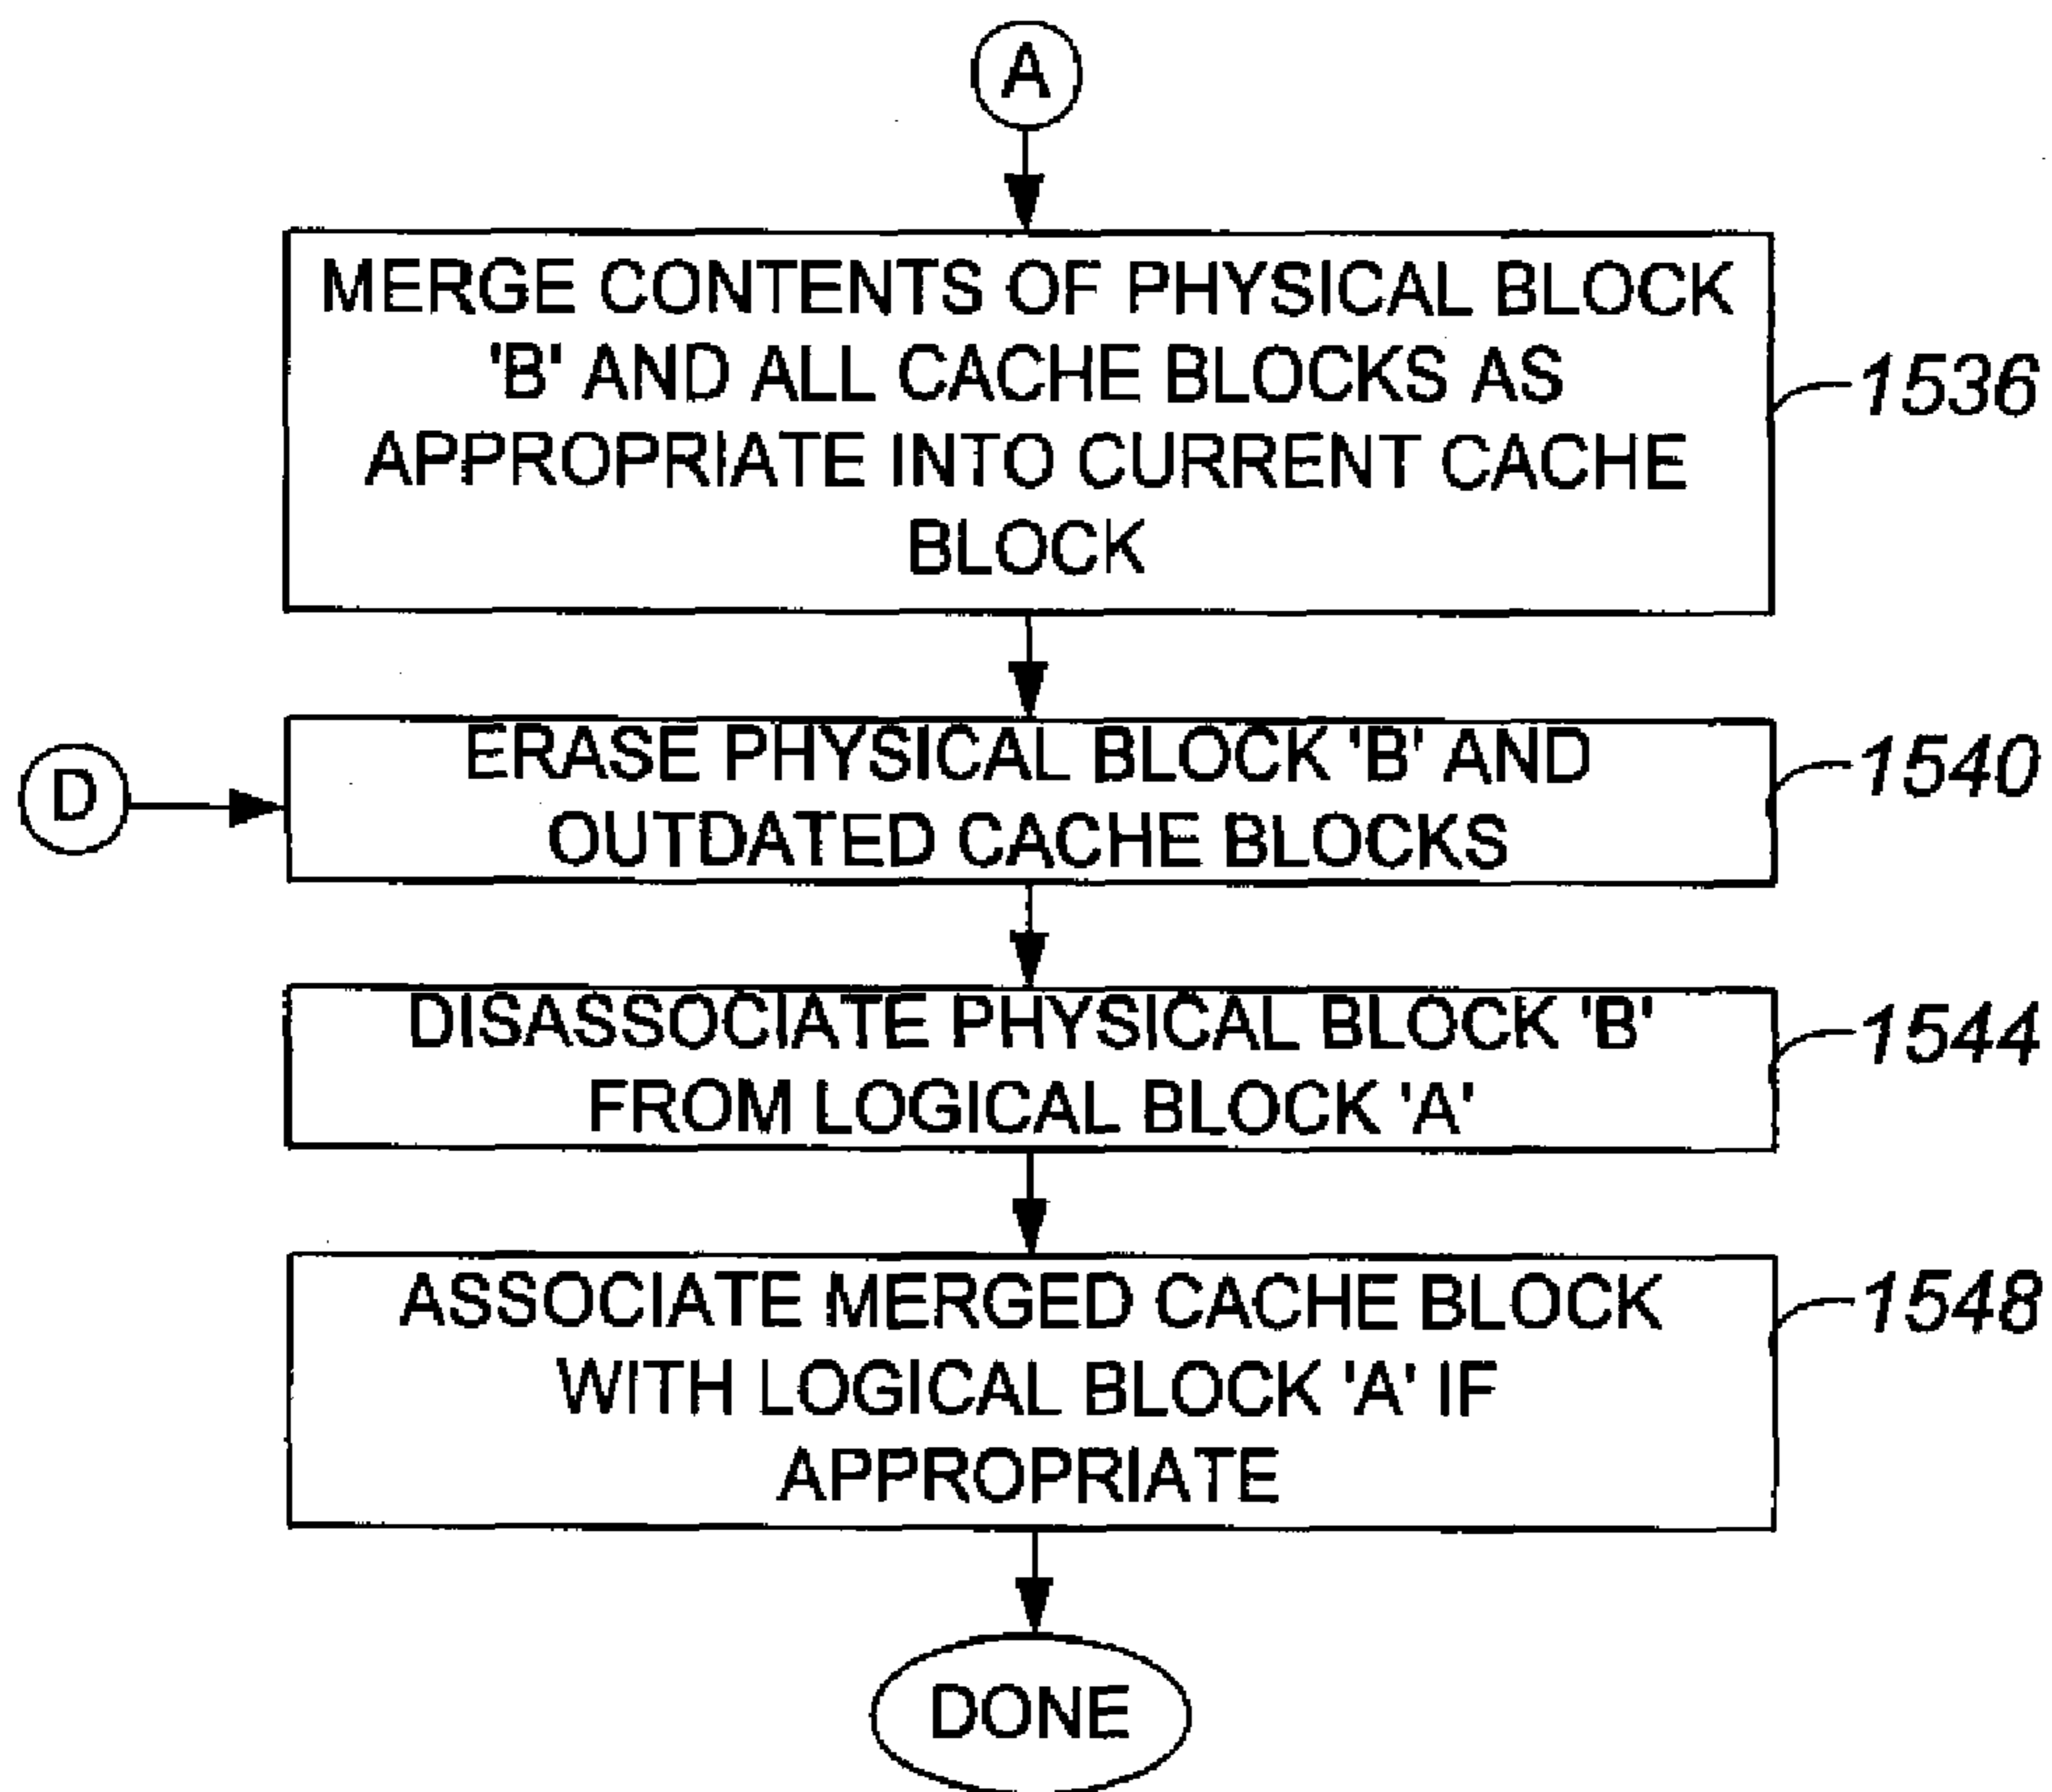 A
MERGE CONTENTS OF PHYSICAL BLOCK
'B' AND ALL CACHE BLOCKS AS
APPROPRIATE INTO CURRENT CACHE
BLOCK
1536
D
ERASE PHYSICAL BLOCK 'B' AND
OUTDATED CACHE BLOCKS
1540
DISASSOCIATE PHYSICAL BLOCK 'B'
FROM LOGICAL BLOCK 'A'
1544
ASSOCIATE MERGED CACHE BLOCK
WITH LOGICAL BLOCK 'A' IF
APPROPRIATE
1548
DONE